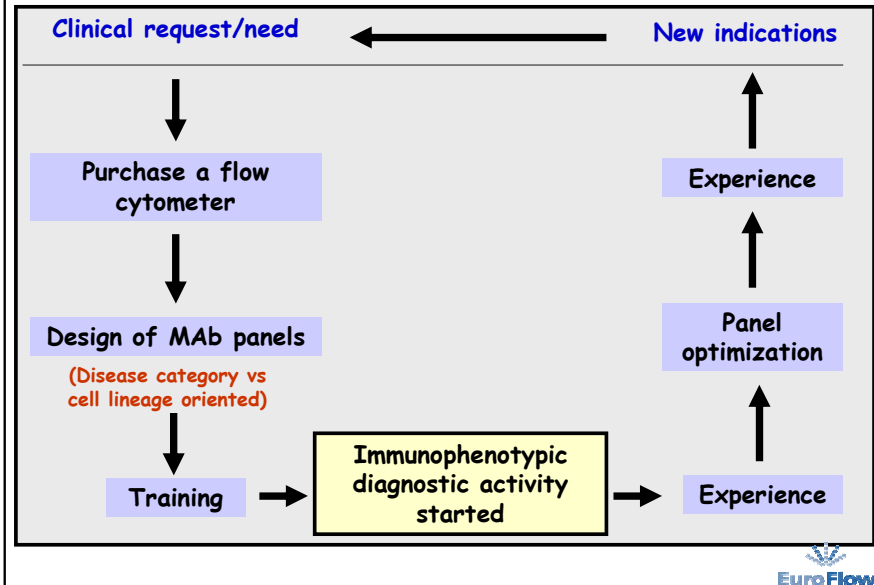 Clinical request/need
New indications
Purchase a flow
cytometer
Experience
Design of MAb panels
(Disease category vs
cell lineage oriented)
Panel
optimization
Training
Immunophenotypic
diagnostic activity
started
Experience
EuroFlow